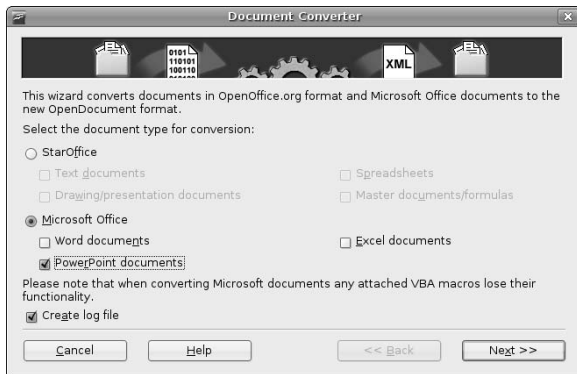 Document Converter
0101
110101
100110
XML
This wizard converts documents in OpenOffice.org format and Microsoft Office documents to the
new OpenDocument format.
Select the document type for conversion:
StarOffice
Text documents
Spreadsheets
Drawing/presentation documents
Master documents/formulas
Microsoft Office
Word documents
Excel documents
PowerPoint documents
Please note that when converting Microsoft documents any attached VBA macros lose their
functionality.
Create log file
Cancel
Help
<< Back
Next >>